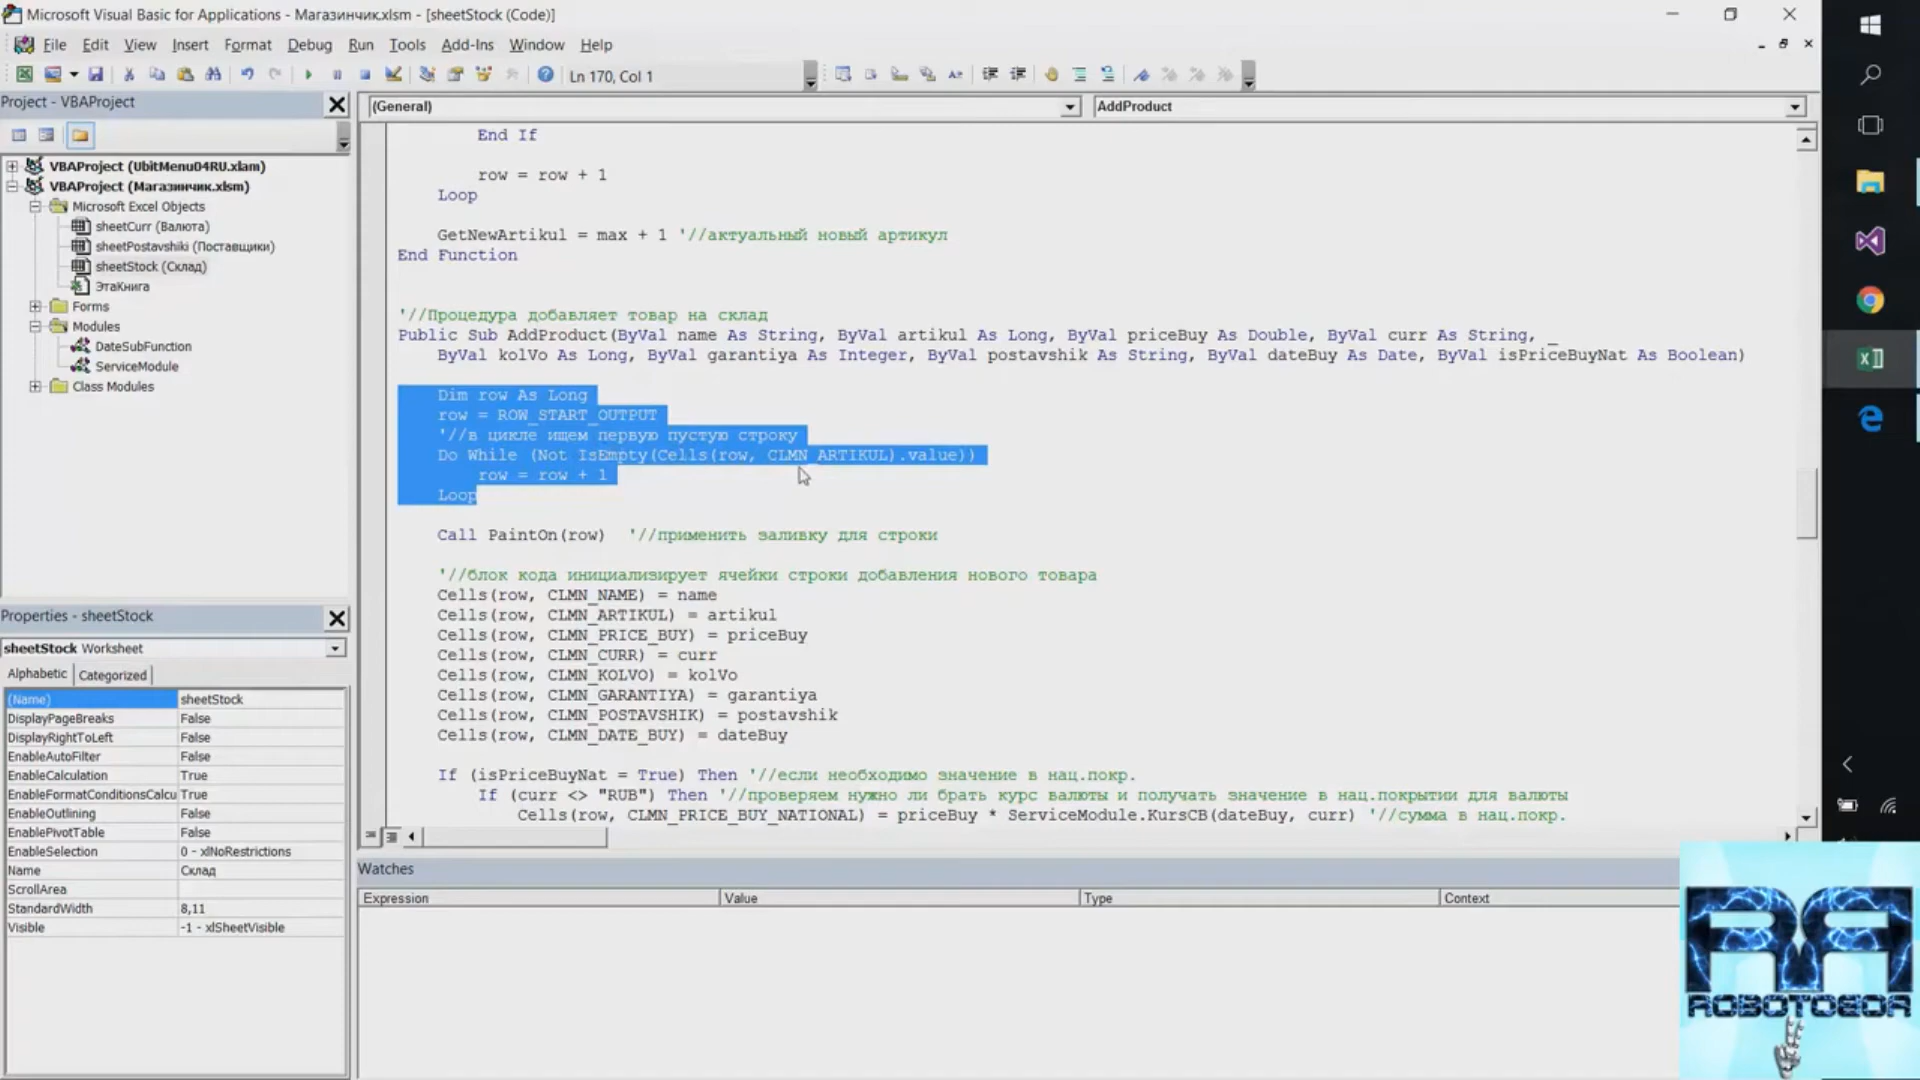 Microsoft Visual Basic for Applications - Магазинчик.xlsm - [sheetStock (Code)]
File Edit View Insert Format Debug Run Tools Add-Ins Window Help
Ln 170, Col 1
Project - VBAProject
VBAProject (UbitMenu04RU.xlam)
VBAProject (Магазинчик.xlsm)
Microsoft Excel Objects
sheetCurr (Валюта)
sheetPostavshiki (Поставщики)
sheetStock (Склад)
ЭтаКнига
Forms
Modules
DateSubFunction
ServiceModule
Class Modules
Properties - sheetStock
sheetStock Worksheet
Alphabetic Categorized
(Name) sheetStock
DisplayPageBreaks False
DisplayRightToLeft False
EnableAutoFilter False
EnableCalculation True
EnableFormatConditionsCalcu True
EnableOutlining False
EnablePivotTable False
EnableSelection 0 - xlNoRestrictions
Name Склад
ScrollArea
StandardWidth 8,11
Visible -1 - xlSheetVisible
(General) AddProduct
End If
row = row + 1
Loop
GetNewArtikul = max + 1 '//актуальный новый артикул
End Function
'//Процедура добавляет товар на склад
Public Sub AddProduct(ByVal name As String, ByVal artikul As Long, ByVal priceBuy As Double, ByVal curr As String, _
ByVal kolVo As Long, ByVal garantiya As Integer, ByVal postavshik As String, ByVal dateBuy As Date, ByVal isPriceBuyNat As Boolean)
Dim row As Long
row = ROW_START_OUTPUT
'//в цикле ищем первую пустую строку
Do While (Not IsEmpty(Cells(row, CLMN_ARTIKUL).value))
row = row + 1
Loop
Call PaintOn(row) '//применить заливку для строки
'//блок кода инициализирует ячейки строки добавления нового товара
Cells(row, CLMN_NAME) = name
Cells(row, CLMN_ARTIKUL) = artikul
Cells(row, CLMN_PRICE_BUY) = priceBuy
Cells(row, CLMN_CURR) = curr
Cells(row, CLMN_KOLVO) = kolVo
Cells(row, CLMN_GARANTIYA) = garantiya
Cells(row, CLMN_POSTAVSHIK) = postavshik
Cells(row, CLMN_DATE_BUY) = dateBuy
If (isPriceBuyNat = True) Then '//если необходимо значение в нац.покр.
If (curr <> "RUB") Then '//проверяем нужно ли брать курс валюты и получать значение в нац.покрытии для валюты
Cells(row, CLMN_PRICE_BUY_NATIONAL) = priceBuy * ServiceModule.KursCB(dateBuy, curr) '//сумма в нац.покр.
Watches
Expression Value Type Context